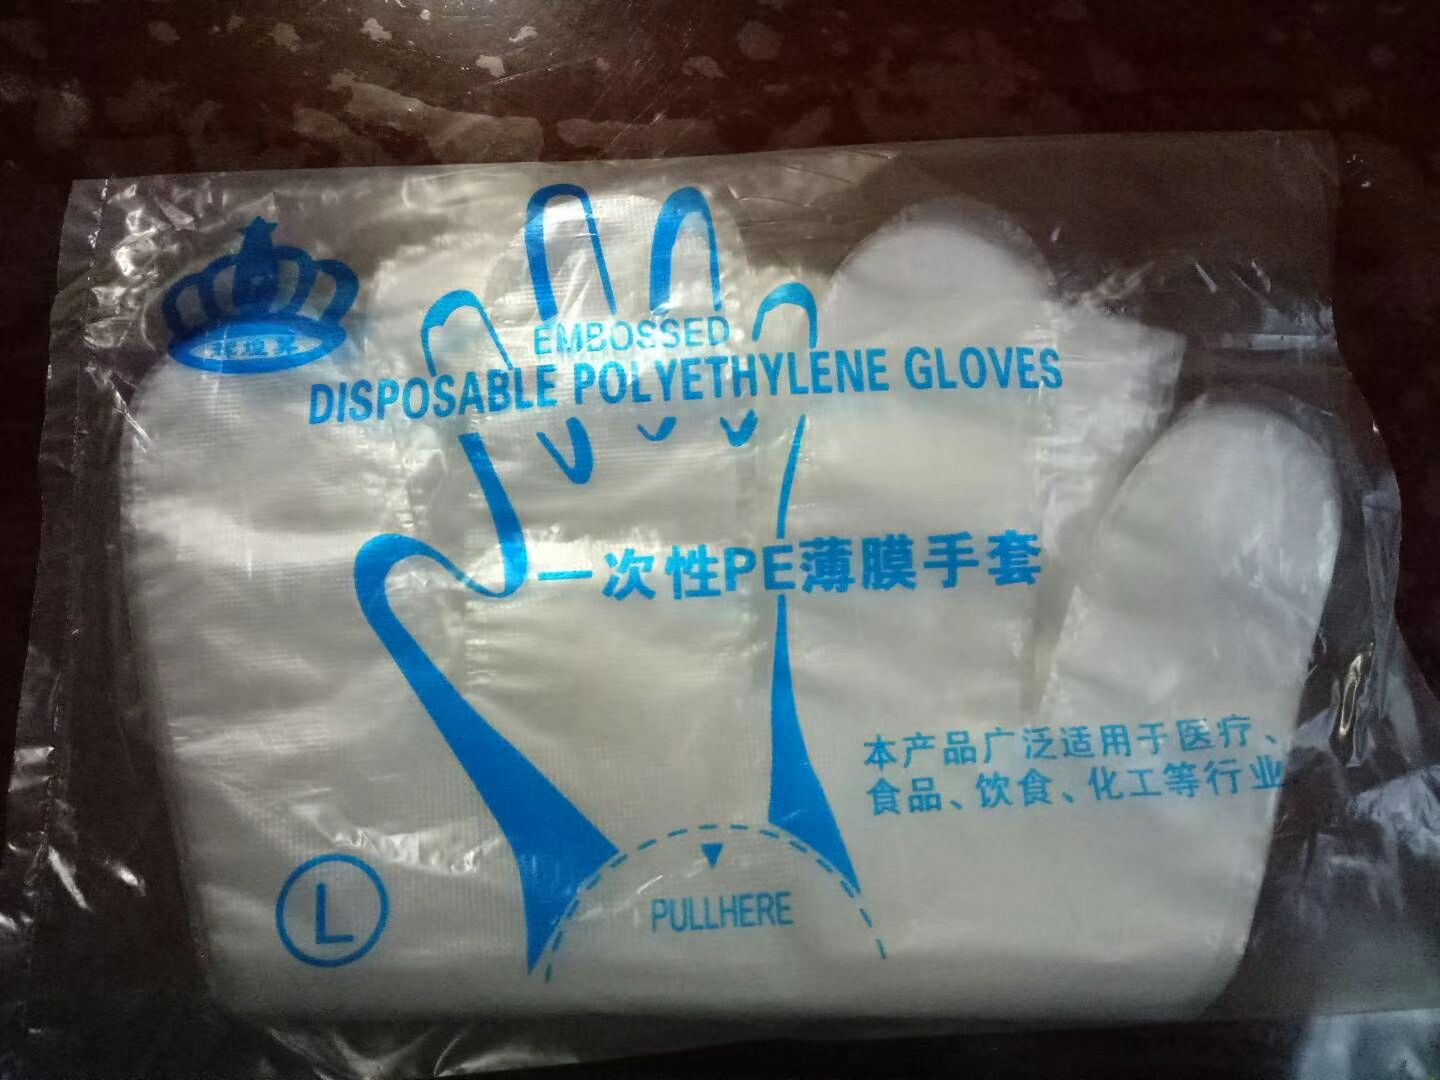 EMBOSSED
DISPOSABLE POLYETHYLENE GLOVES
一次性PE薄膜手套
本产品广泛适用于医疗、
食品、饮食、化工等行业
L
PULLHERE